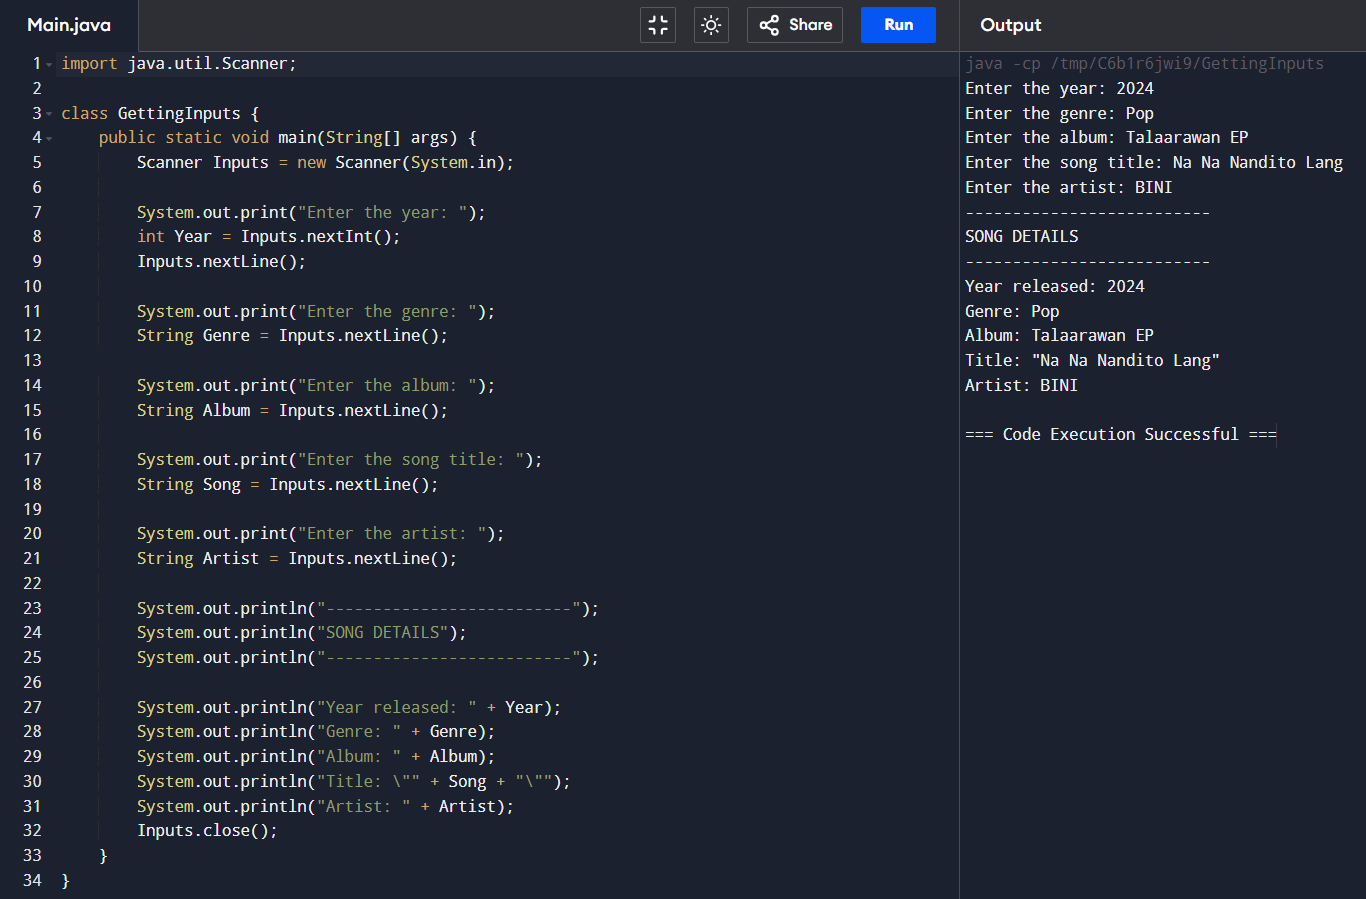 Main.java
Share
Run
Output
1 import java.util.Scanner;
2
3 class GettingInputs {
4     public static void main(String[] args) {
5         Scanner Inputs = new Scanner(System.in);
6
7         System.out.print("Enter the year: ");
8         int Year = Inputs.nextInt();
9         Inputs.nextLine();
10
11         System.out.print("Enter the genre: ");
12         String Genre = Inputs.nextLine();
13
14         System.out.print("Enter the album: ");
15         String Album = Inputs.nextLine();
16
17         System.out.print("Enter the song title: ");
18         String Song = Inputs.nextLine();
19
20         System.out.print("Enter the artist: ");
21         String Artist = Inputs.nextLine();
22
23         System.out.println("--------------------------");
24         System.out.println("SONG DETAILS");
25         System.out.println("--------------------------");
26
27         System.out.println("Year released: " + Year);
28         System.out.println("Genre: " + Genre);
29         System.out.println("Album: " + Album);
30         System.out.println("Title: \"" + Song + "\"");
31         System.out.println("Artist: " + Artist);
32         Inputs.close();
33     }
34 }
java -cp /tmp/C6b1r6jwi9/GettingInputs
Enter the year: 2024
Enter the genre: Pop
Enter the album: Talaarawan EP
Enter the song title: Na Na Nandito Lang
Enter the artist: BINI
--------------------------
SONG DETAILS
--------------------------
Year released: 2024
Genre: Pop
Album: Talaarawan EP
Title: "Na Na Nandito Lang"
Artist: BINI

=== Code Execution Successful ===